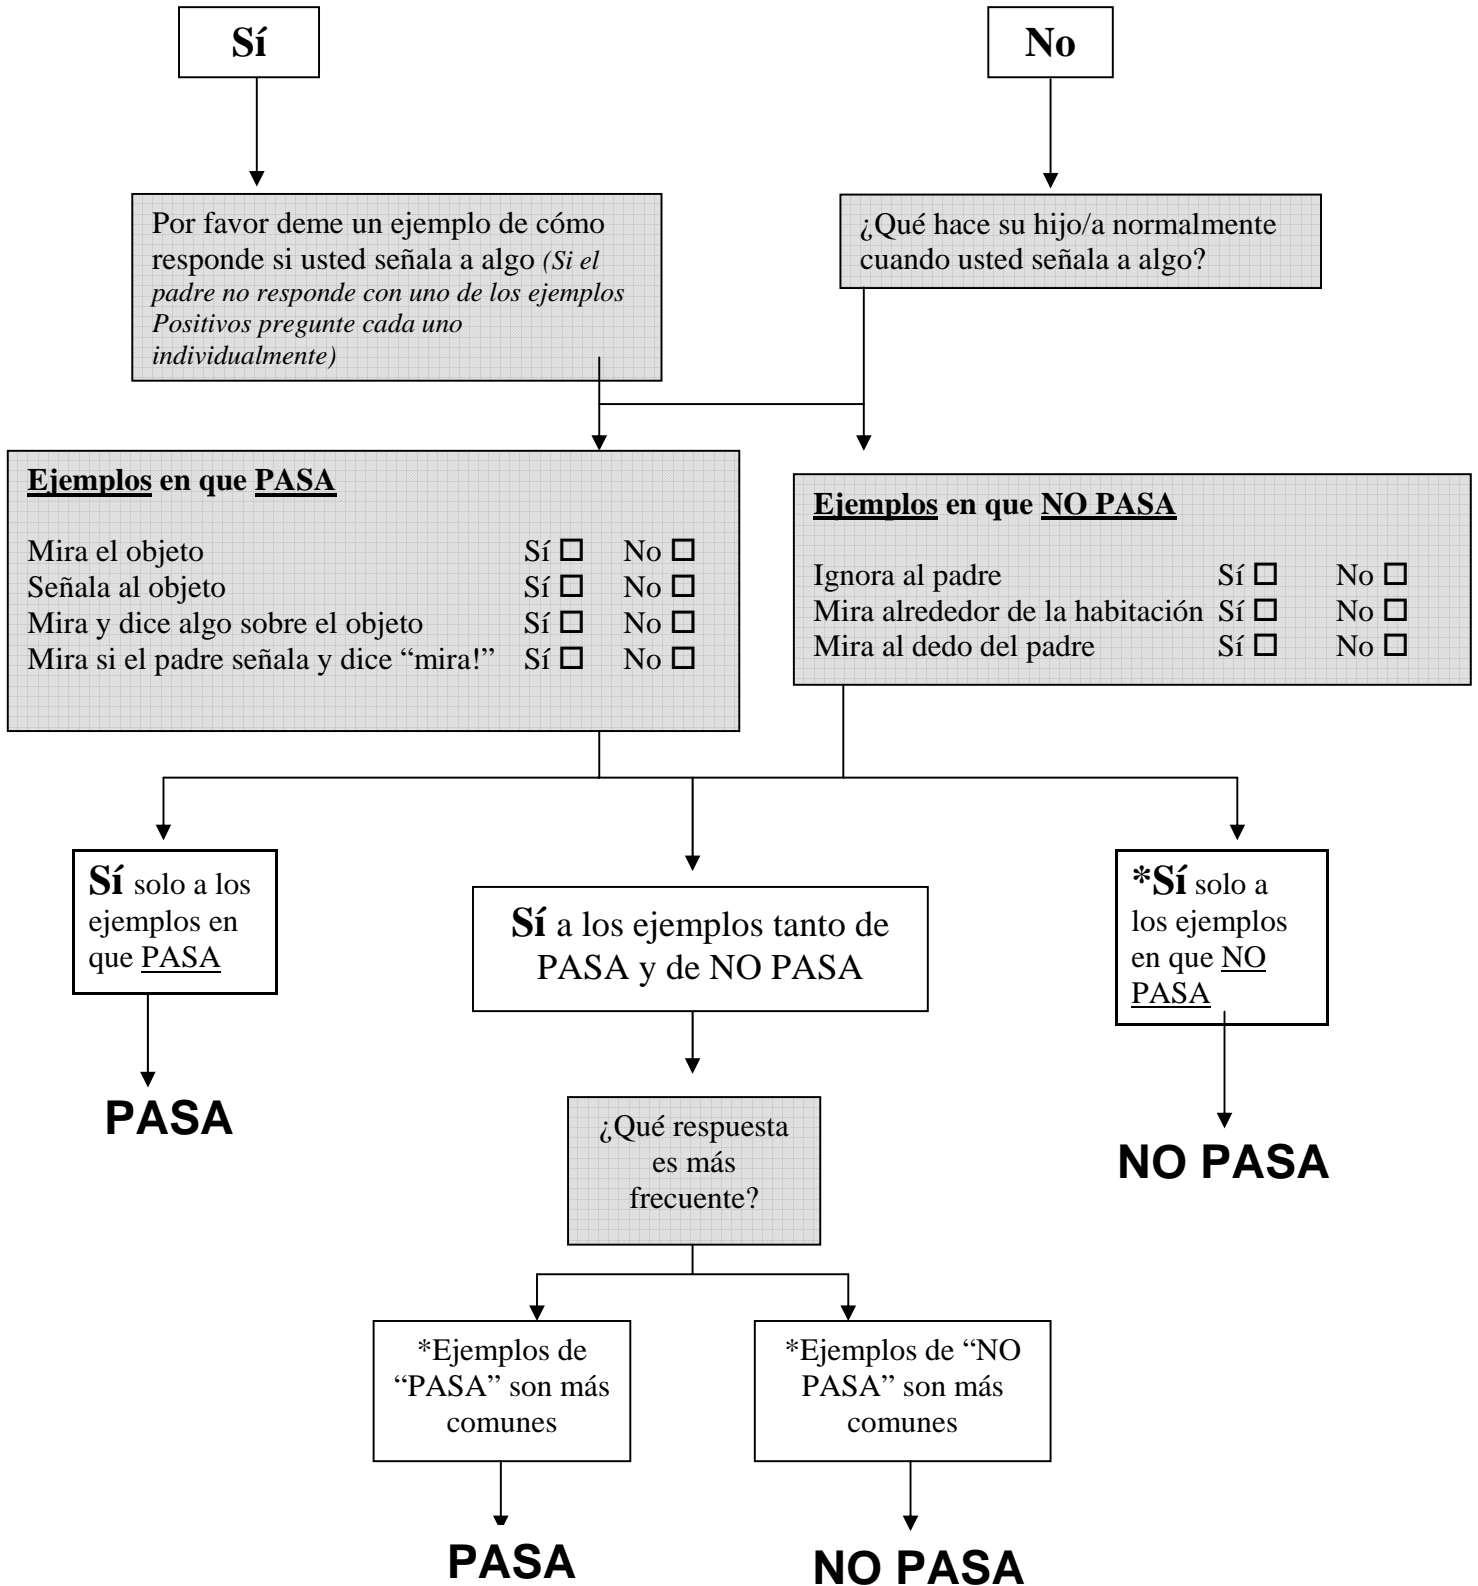 Sí
No
Por favor deme un ejemplo de cómo
responde si usted señala a algo (Si el
padre no responde con uno de los ejemplos
Positivos pregunte cada uno
individualmente)
¿Qué hace su hijo/a normalmente
cuando usted señala a algo?
Ejemplos en que PASA
Mira el objeto Sí □ No □
Señala al objeto Sí □ No □
Mira y dice algo sobre el objeto Sí □ No □
Mira si el padre señala y dice “mira!” Sí □ No □
Ejemplos en que NO PASA
Ignora al padre Sí □ No □
Mira alrededor de la habitación Sí □ No □
Mira al dedo del padre Sí □ No □
Sí solo a los
ejemplos en
que PASA
Sí a los ejemplos tanto de
PASA y de NO PASA
*Sí solo a
los ejemplos
en que NO
PASA
PASA
¿Qué respuesta
es más
frecuente?
NO PASA
*Ejemplos de
“PASA” son más
comunes
*Ejemplos de “NO
PASA” son más
comunes
PASA
NO PASA